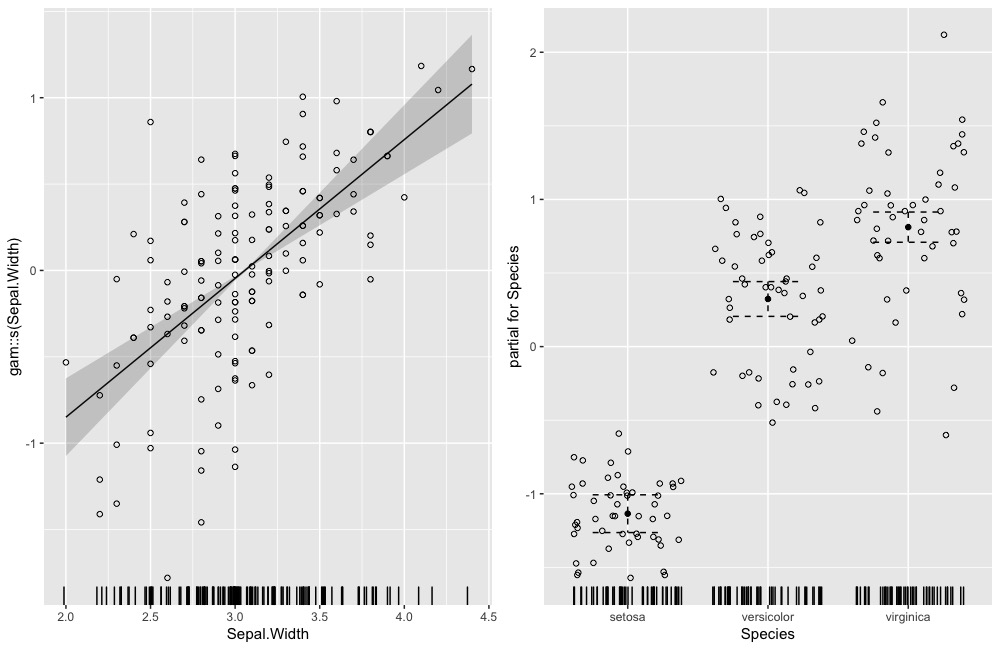 gam::s(Sepal.Width)
1
0
-1
2.0 2.5 3.0 3.5 4.0 4.5
Sepal.Width
partial for Species
2
1
0
-1
setosa versicolor virginica
Species